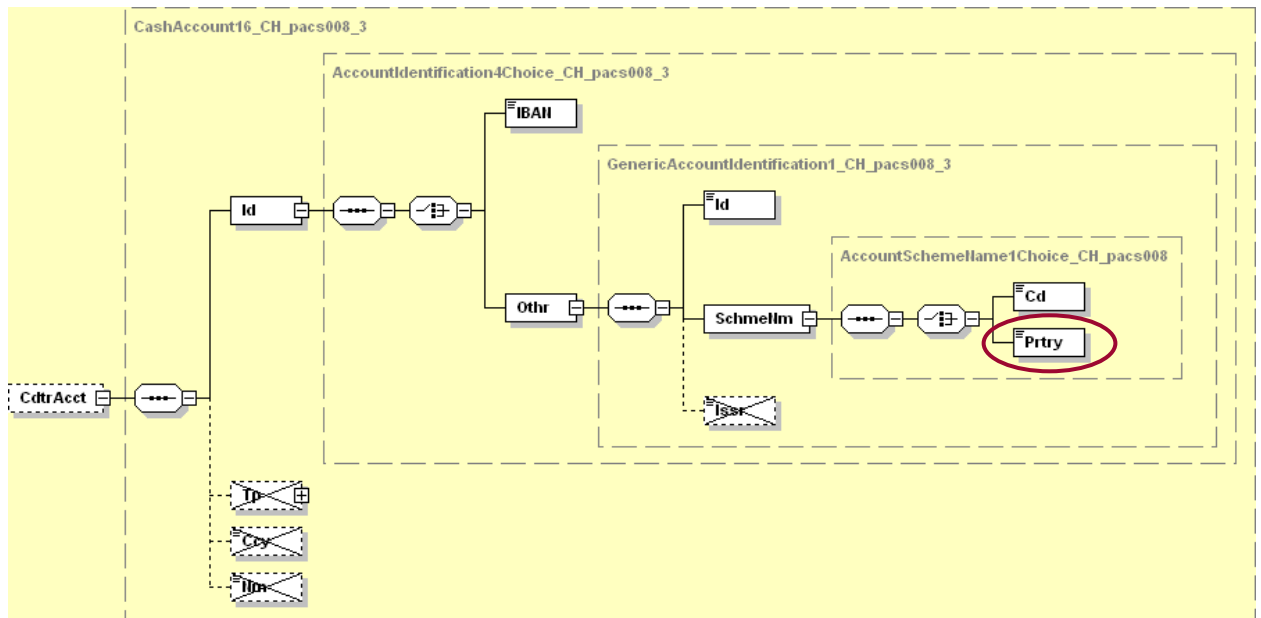 CashAccount16_CH_pacs008_3
AccountIdentification4Choice_CH_pacs008_3
IBAN
GenericAccountIdentification1_CH_pacs008_3
Id
Id
AccountSchemeName1Choice_CH_pacs008
Cd
Othr
SchmeNm
Prtry
CdtrAcct
Issr
Tp
Ccy
Nm